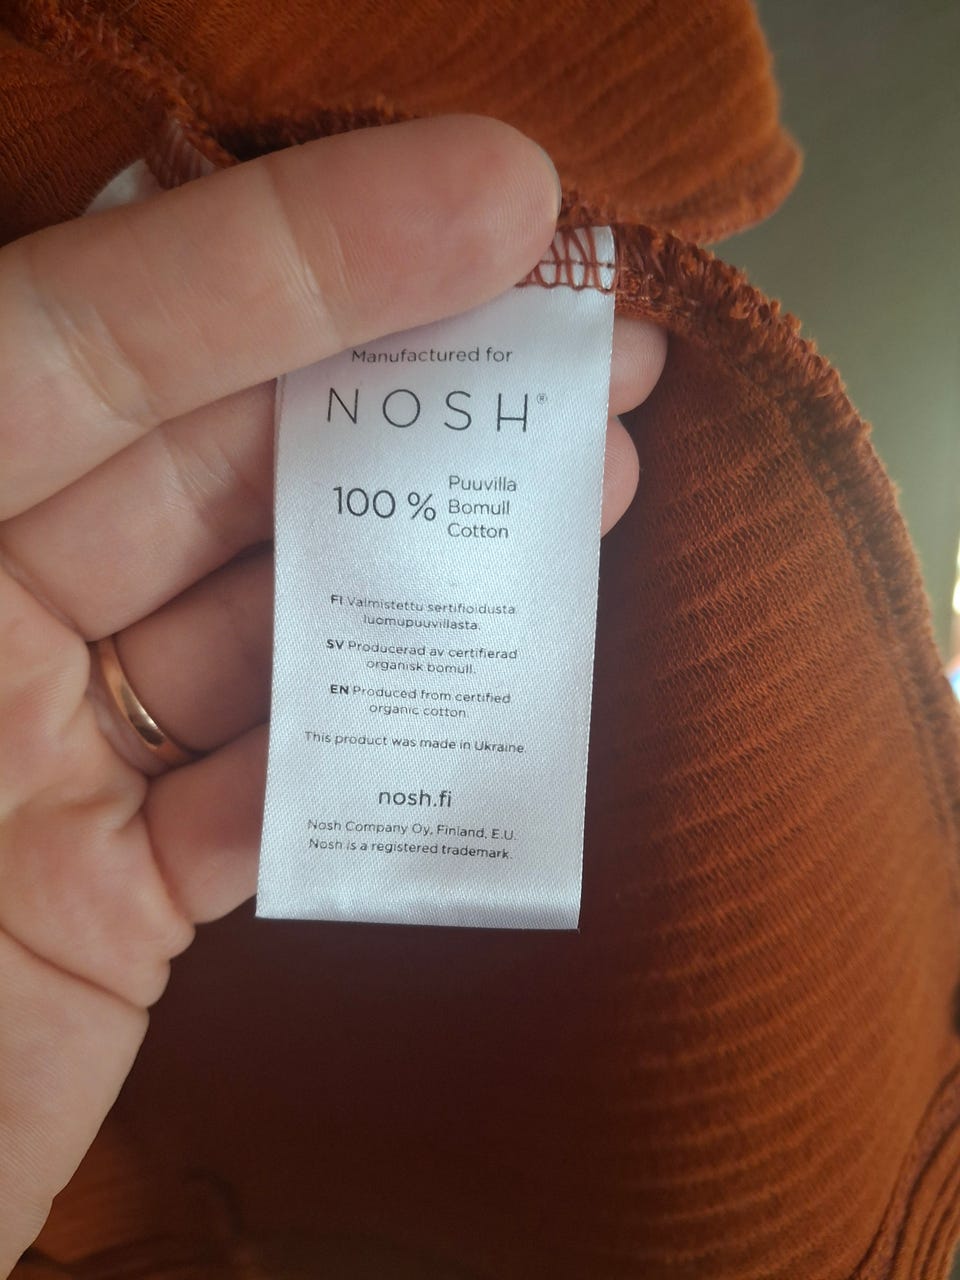 Manufactured for
NOSH®
100 % Puuvilla
Bomull
Cotton
FI Valmistettu sertifioidusta
luomupuuvillasta.
SV Producerad av certifierad
organisk bomull.
EN Produced from certified
organic cotton.
This product was made in Ukraine.
nosh.fi
Nosh Company Oy, Finland, E.U.
Nosh is a registered trademark.